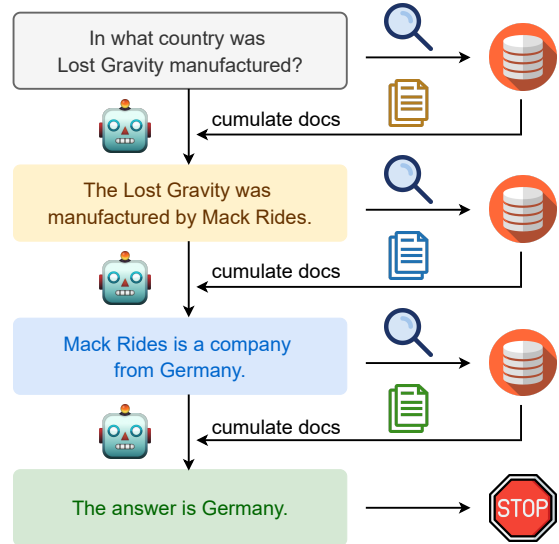 In what country was
Lost Gravity manufactured?
cumulate docs
The Lost Gravity was
manufactured by Mack Rides.
cumulate docs
Mack Rides is a company
from Germany.
cumulate docs
The answer is Germany.
STOP